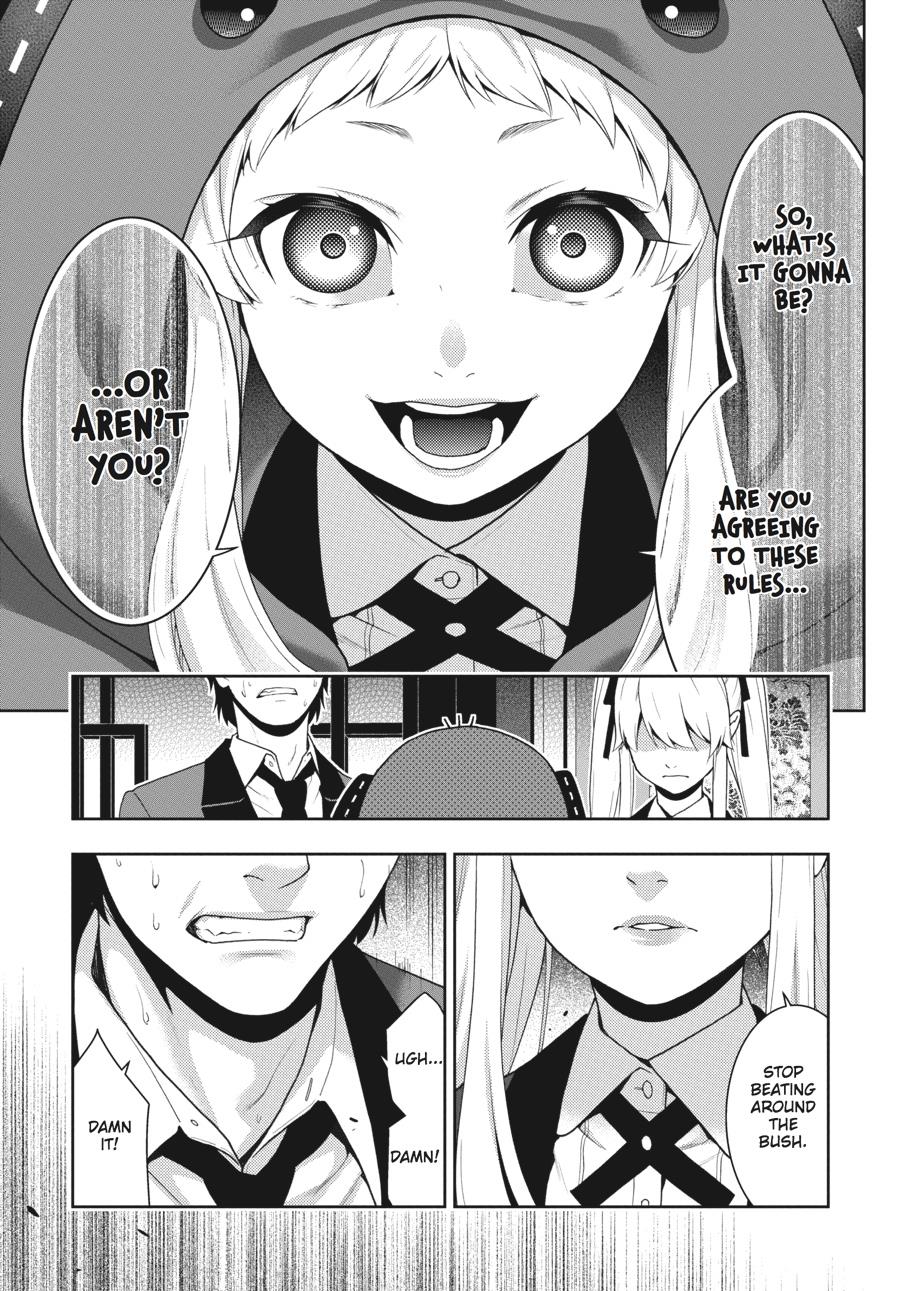 SO,
WHAT'S
IT GONNA
BE?
ARE YOU
AGREEING
TO THESE
RULES...
...OR
AREN'T
YOU?
STOP
BEATING
AROUND
THE
BUSH.
UGH...
DAMN!
DAMN
IT!